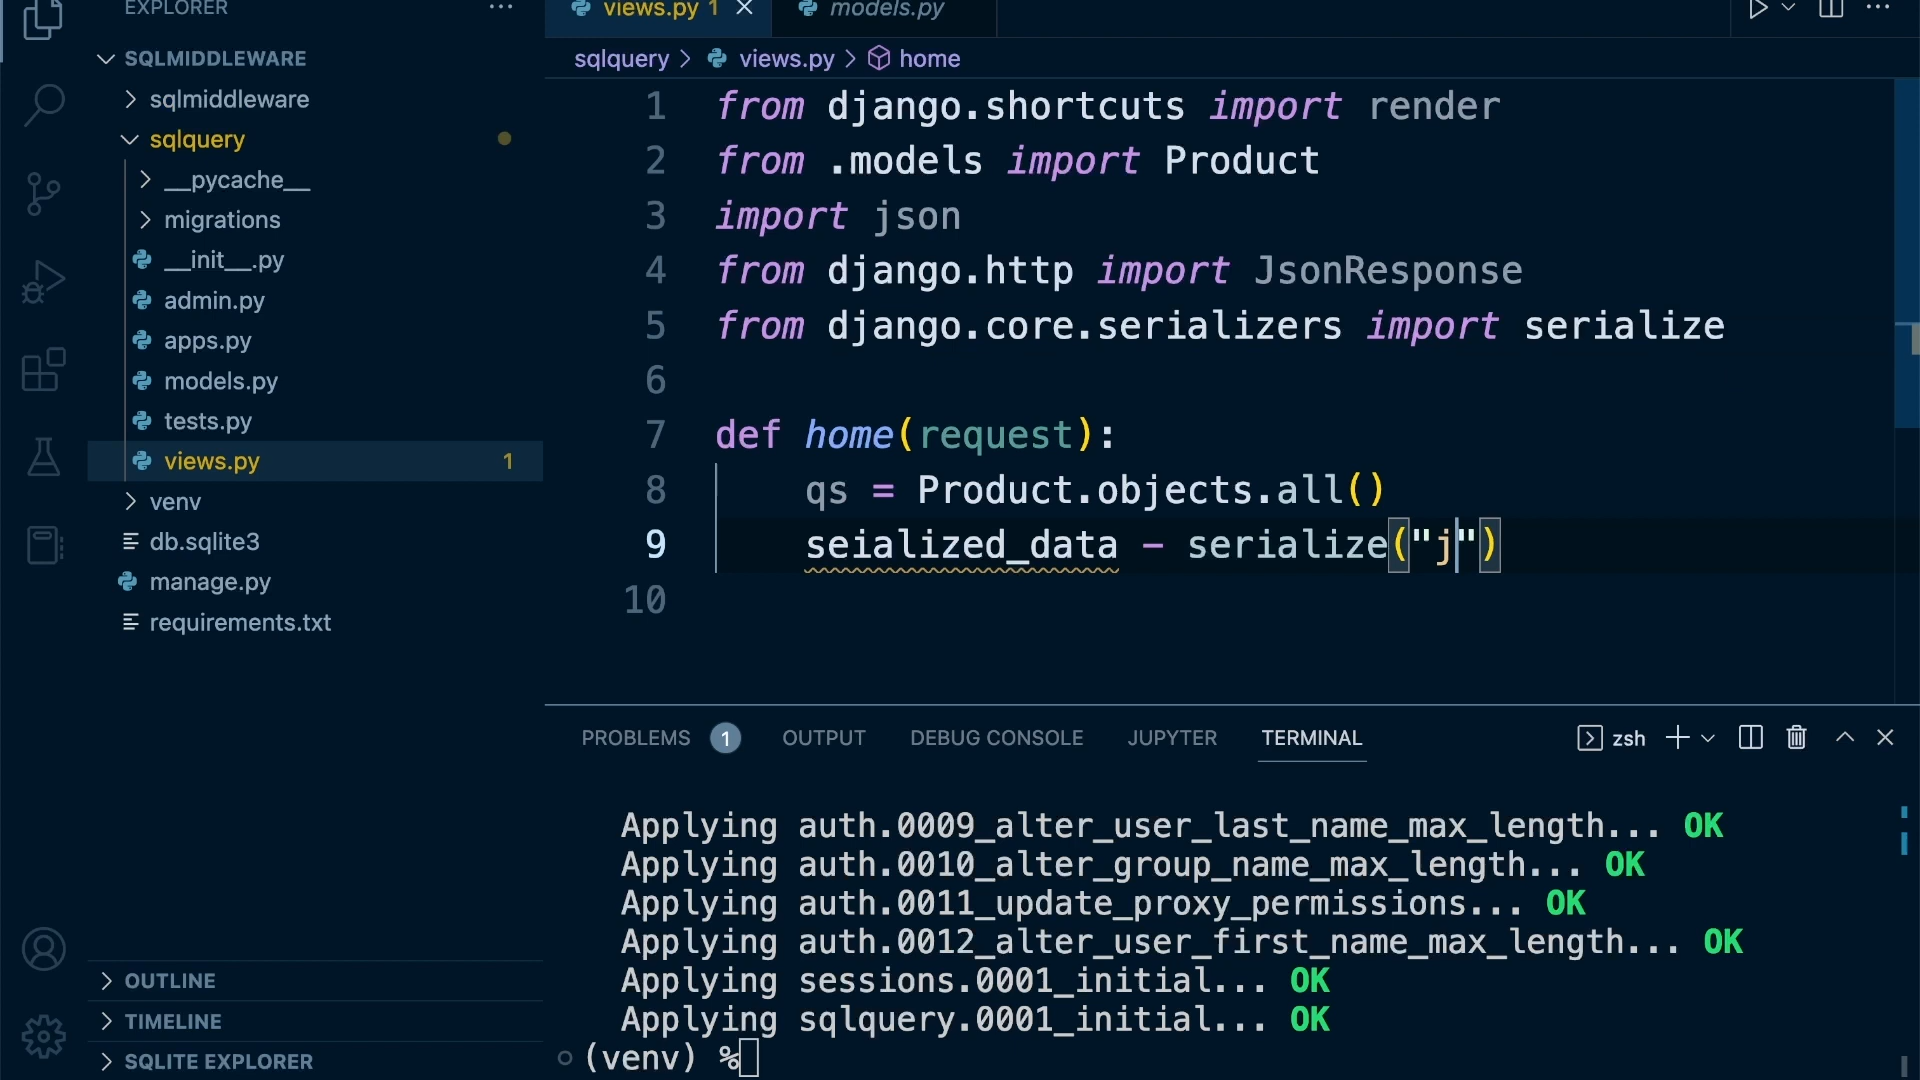 EXPLORER
SQLMIDDLEWARE
sqlmiddleware
sqlquery
__pycache__
migrations
__init__.py
admin.py
apps.py
models.py
tests.py
views.py 1
venv
db.sqlite3
manage.py
requirements.txt
OUTLINE
TIMELINE
SQLITE EXPLORER
views.py 1
models.py
sqlquery > views.py > home
1 from django.shortcuts import render
2 from .models import Product
3 import json
4 from django.http import JsonResponse
5 from django.core.serializers import serialize
6
7 def home(request):
8 qs = Product.objects.all()
9 seialized_data - serialize("j")
10
PROBLEMS 1 OUTPUT DEBUG CONSOLE JUPYTER TERMINAL zsh
Applying auth.0009_alter_user_last_name_max_length... OK
Applying auth.0010_alter_group_name_max_length... OK
Applying auth.0011_update_proxy_permissions... OK
Applying auth.0012_alter_user_first_name_max_length... OK
Applying sessions.0001_initial... OK
Applying sqlquery.0001_initial... OK
(venv) %